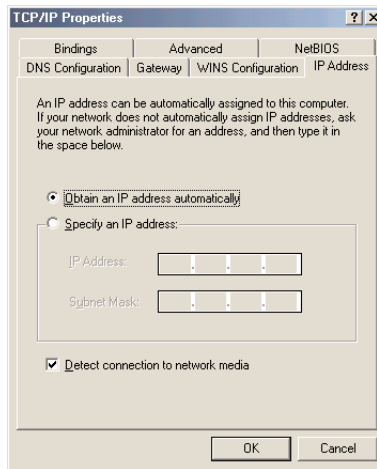 TCP/IP Properties
Bindings Advanced NetBIOS
DNS Configuration Gateway WINS Configuration IP Address
An IP address can be automatically assigned to this computer.
If your network does not automatically assign IP addresses, ask
your network administrator for an address, and then type it in
the space below.
Obtain an IP address automatically
Specify an IP address:
IP Address:
Subnet Mask:
Detect connection to network media
OK Cancel